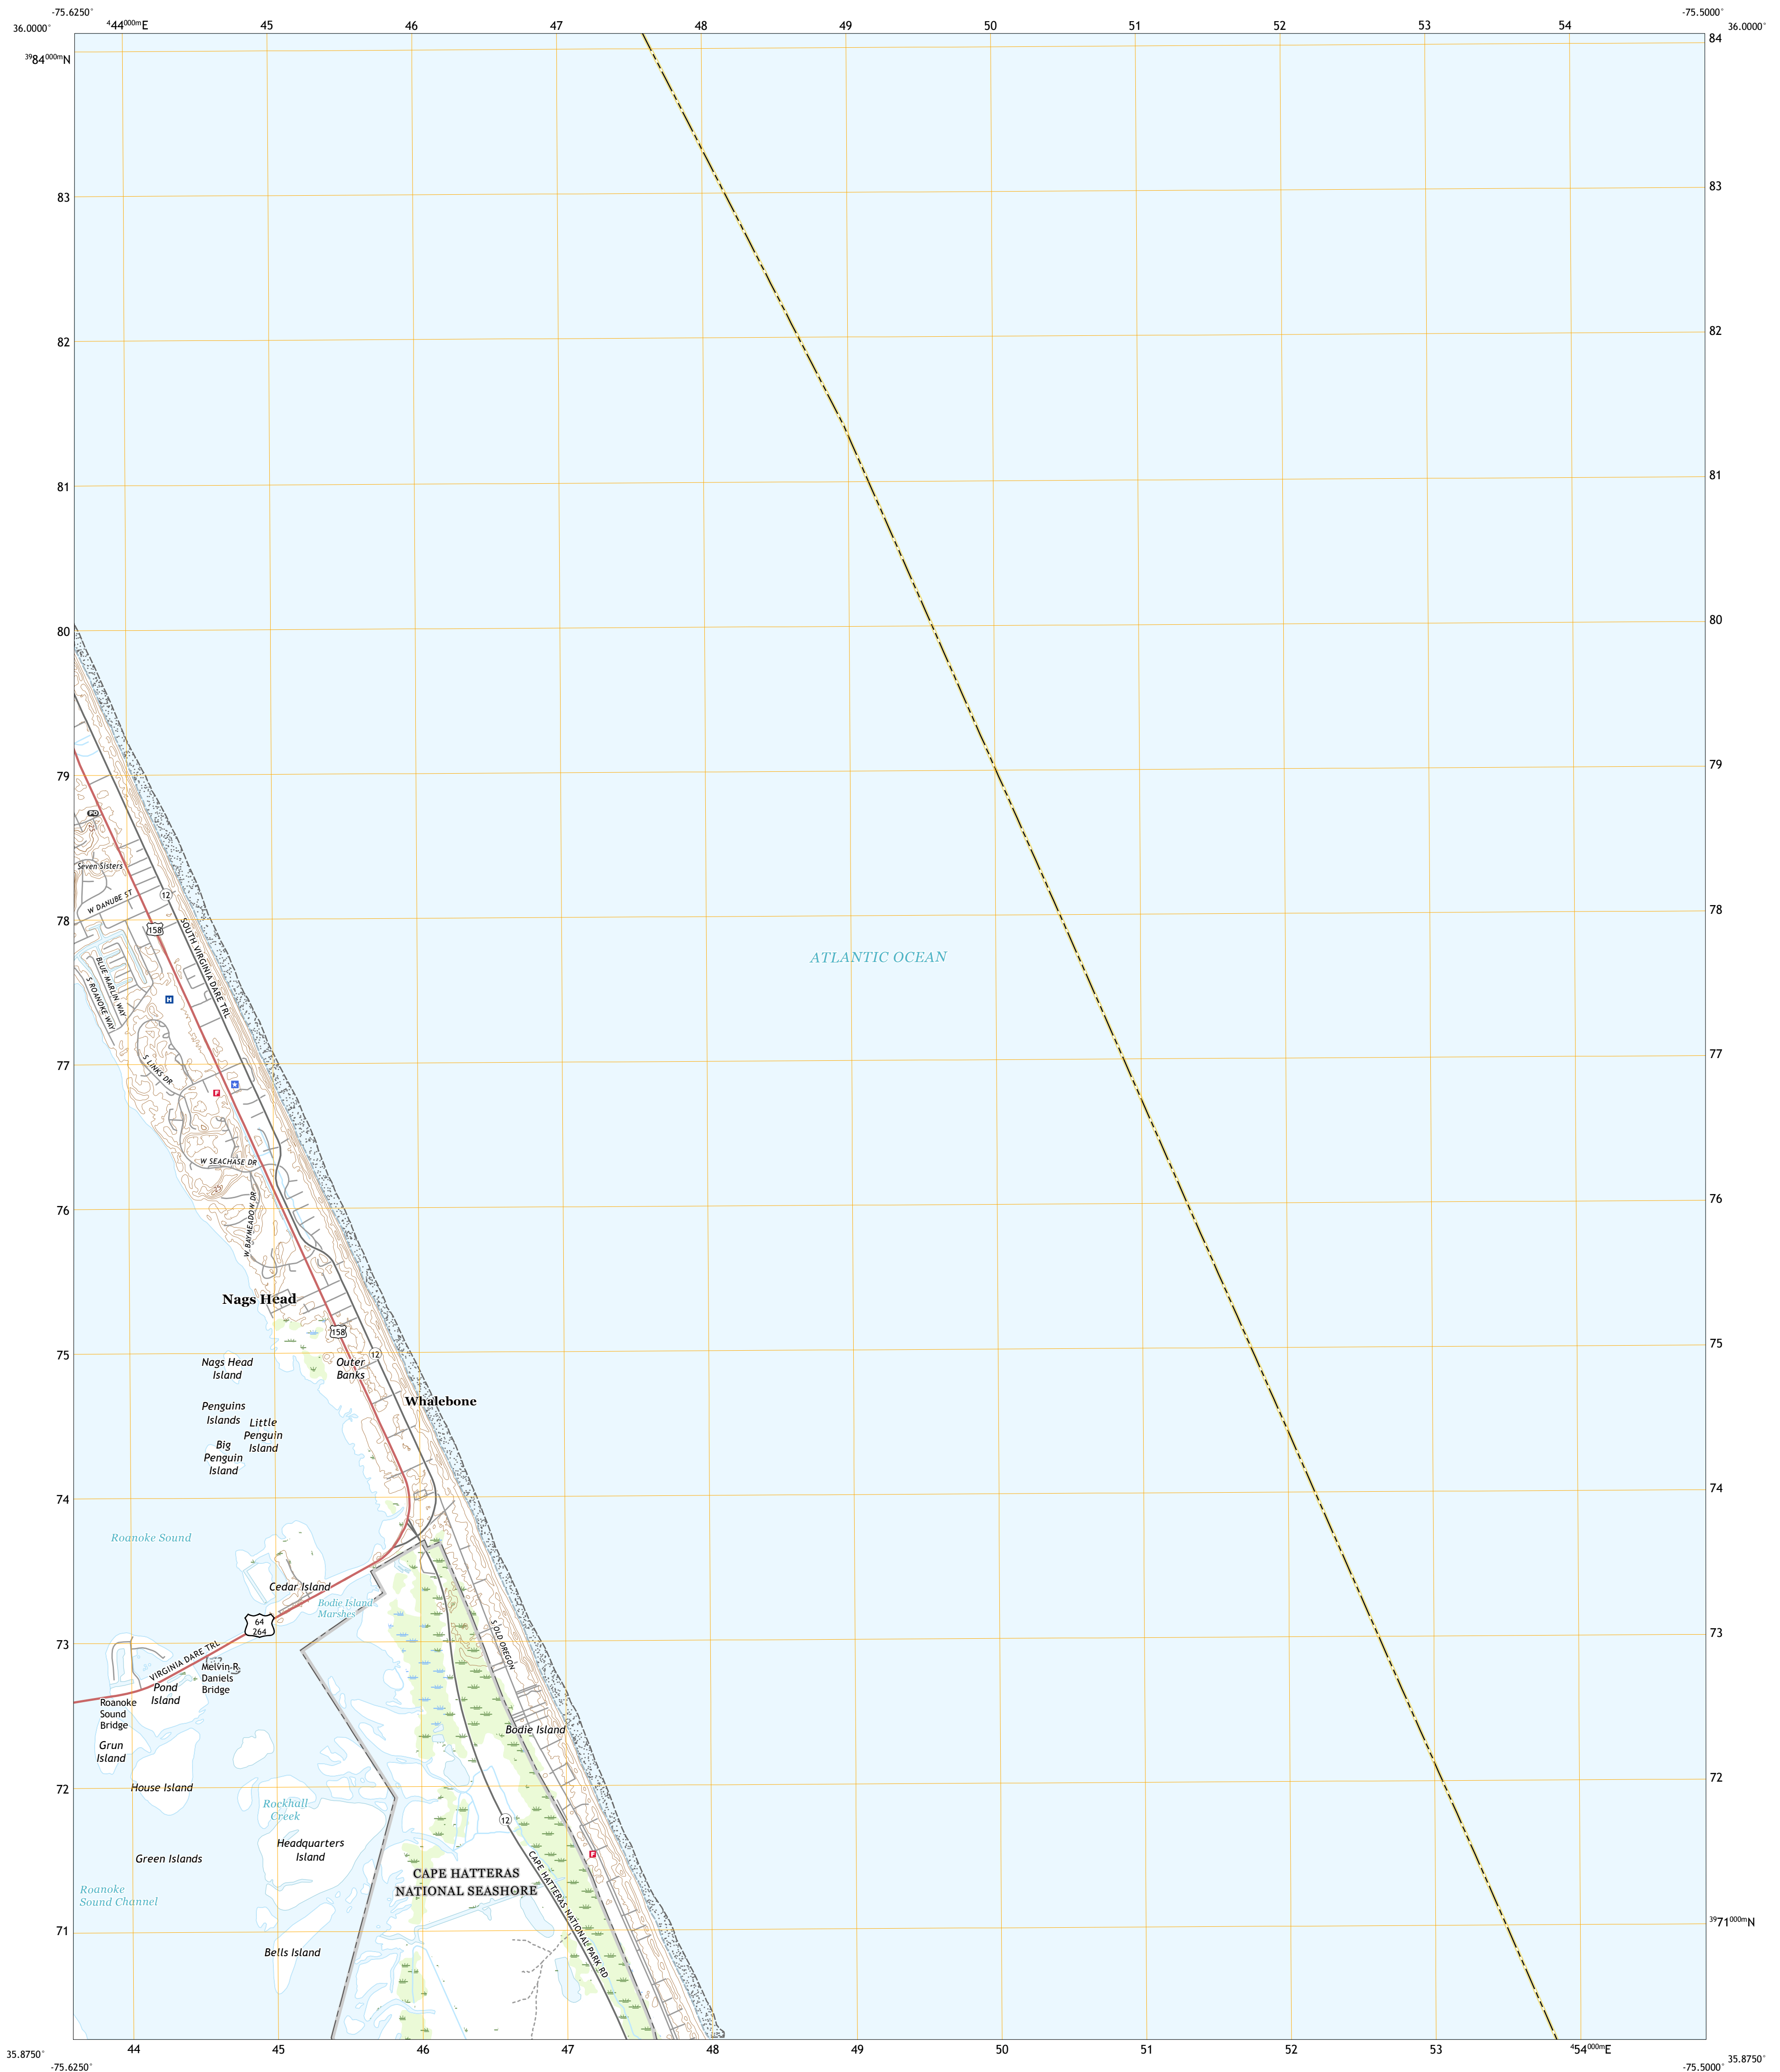 -75.6250°
-75.5000°
36.0000°
⁴44⁰⁰⁰ᵐE
45
46
47
48
49
50
51
52
53
54
36.0000°
³⁹84⁰⁰⁰ᵐN
84
83
83
82
82
81
81
80
80
79
79
PO
25
Seven Sisters
12
W DANUBE ST
158
78
78
SOUTH VIRGINIA DARE TRL
BLUE MARLIN WAY
S ROANOKE WAY
ATLANTIC OCEAN
H
77
77
S LINKS DR
F
W SEACHASE DR
25
W BAYMEADOW DR
76
76
Nags Head
158
75
12
75
Nags Head
Island
Outer
Banks
Whalebone
Penguins
Islands
Little
Penguin
Island
Big
Penguin
Island
74
74
Roanoke Sound
Cedar Island
Bodie Island
Marshes
64
264
S OLD OREGON
73
73
VIRGINIA DARE TRL
Melvin R
Daniels
Bridge
Pond
Island
Roanoke
Sound
Bridge
Bodie Island
Grun
Island
House Island
72
72
Rockhall
Creek
12
Headquarters
Island
Green Islands
F
CAPE HATTERAS
NATIONAL SEASHORE
CAPE HATTERAS NATIONAL PARK RD
Roanoke
Sound Channel
71
³⁹71⁰⁰⁰ᵐN
Bells Island
44
45
46
47
48
49
50
51
52
53
⁴54⁰⁰⁰ᵐE
35.8750°
35.8750°
-75.6250°
-75.5000°